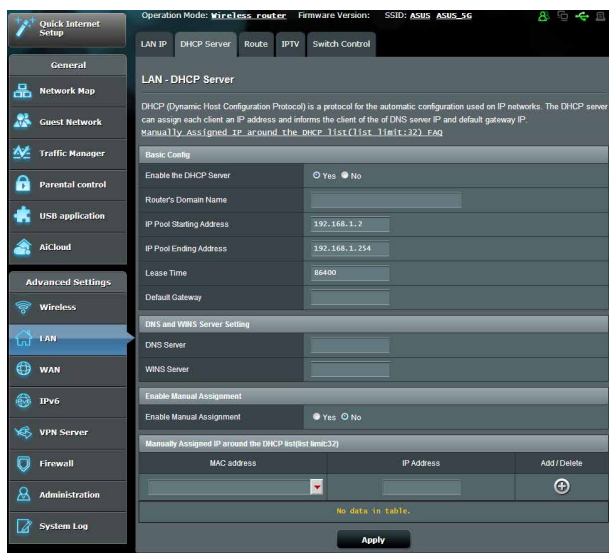 Quick Internet
Setup
Operation Mode: Wireless router Firmware Version: SSID: ASUS ASUS_5G
LAN IP DHCP Server Route IPTV Switch Control
General
Network Map
Guest Network
Traffic Manager
Parental control
USB application
AiCloud
Advanced Settings
Wireless
LAN
WAN
IPv6
VPN Server
Firewall
Administration
System Log
LAN - DHCP Server
DHCP (Dynamic Host Configuration Protocol) is a protocol for the automatic configuration used on IP networks. The DHCP server
can assign each client an IP address and informs the client of the of DNS server IP and default gateway IP.
Manually Assigned IP around the DHCP list(list limit:32) FAQ
Basic Config
Enable the DHCP Server Yes No
Router's Domain Name
IP Pool Starting Address 192.168.1.2
IP Pool Ending Address 192.168.1.254
Lease Time 86400
Default Gateway
DNS and WINS Server Setting
DNS Server
WINS Server
Enable Manual Assignment
Enable Manual Assignment Yes No
Manually Assigned IP around the DHCP list(list limit:32)
MAC address IP Address Add / Delete
No data in table.
Apply